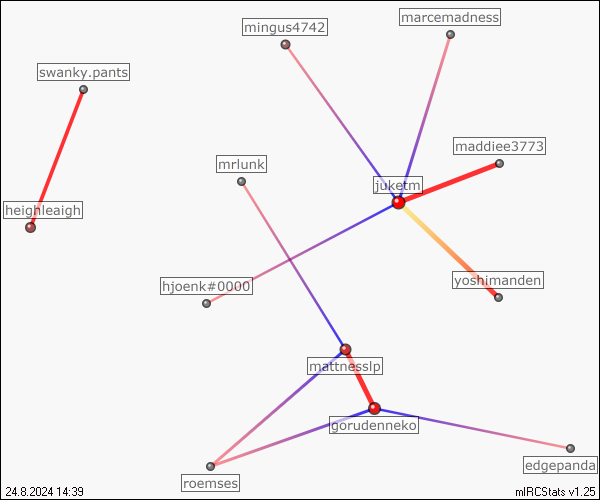 marcemadness
mingus4742
swanky.pants
maddiee3773
mrlunk
juketm
heighleaigh
yoshimanden
hjoenk#0000
mattnesslp
gorudenneko
edgepanda
roemses
24.8.2024 14:39
mIRCStats v1.25